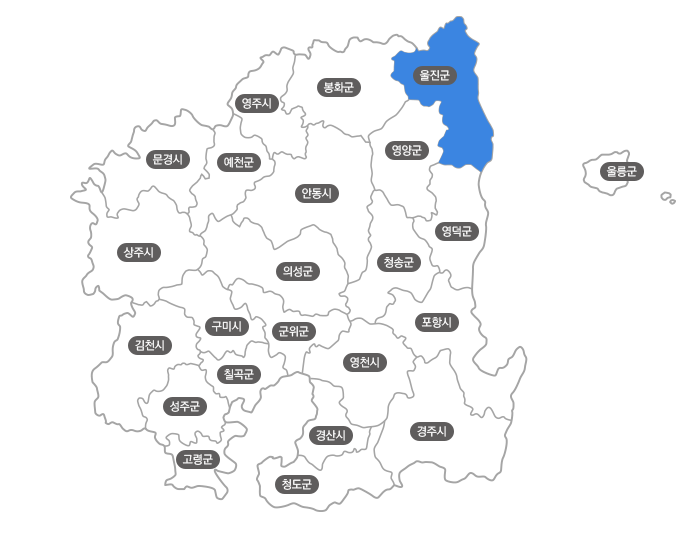 울진군
봉화군
영주시
영양군
문경시
예천군
울릉군
안동시
영덕군
상주시
청송군
의성군
포항시
구미시
군위군
김천시
영천시
칠곡군
성주군
경산시
경주시
고령군
청도군